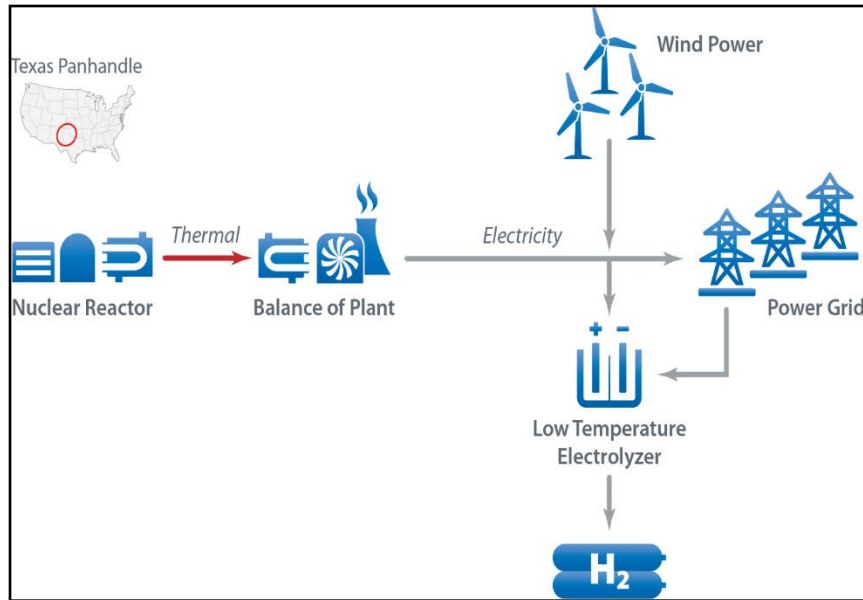 Wind Power
Texas Panhandle
Thermal
Electricity
Nuclear Reactor
Balance of Plant
Power Grid
+ -
Low Temperature
Electrolyzer
H₂